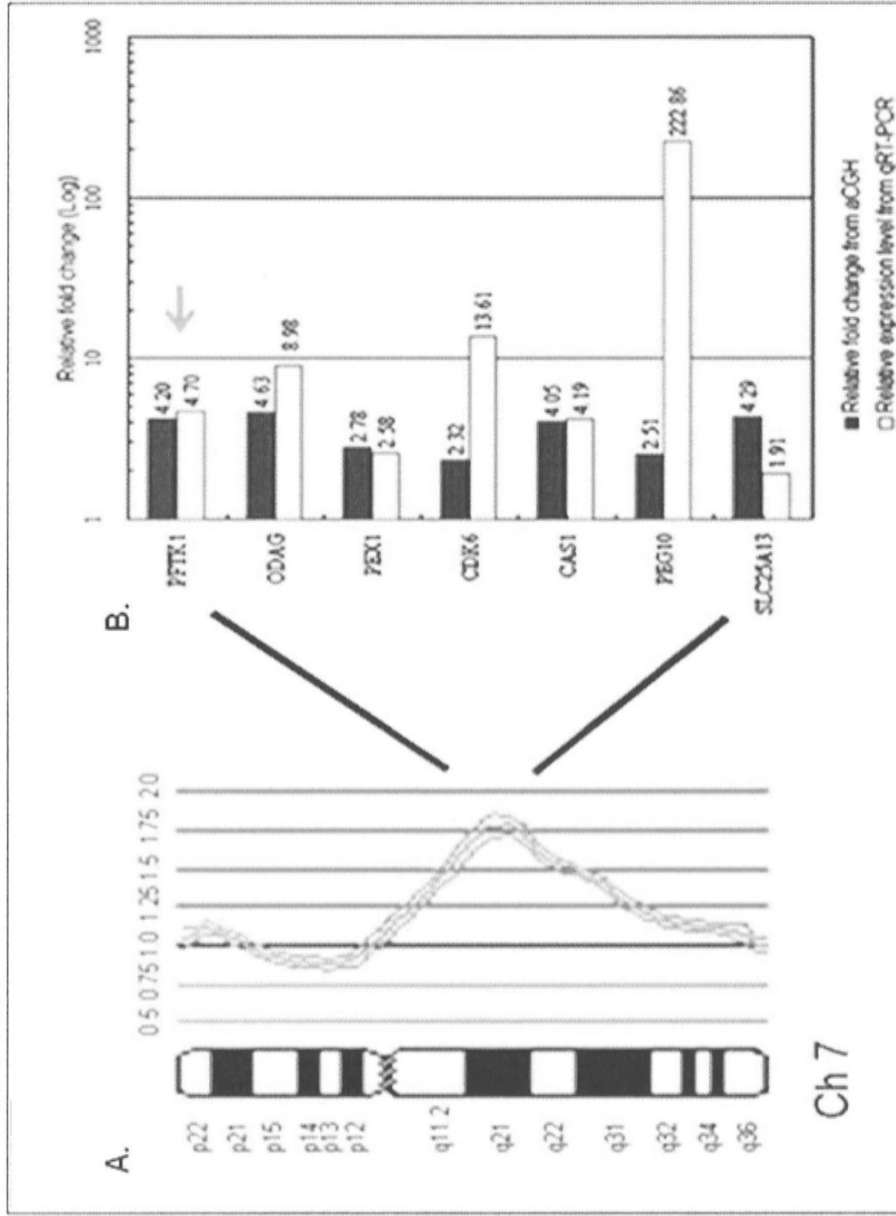 A.
p22
p21
p15
p14
p13
p12
q11.2
q21
q22
q31
q32
q34
q36
0.5 0.75 1.0 1.25 1.5 1.75 2.0
Ch 7
B.
Relative fold change (Log)
1 10 100 1000
PFTK1 4.20 4.70
ODAG 4.63 8.98
PEX1 2.78 2.58
CDK6 2.32 13.61
CAS1 4.05 4.19
PEG10 2.51 222.86
SLC25A13 4.29 1.91
Relative fold change from aCGH
Relative expression level from qRT-PCR